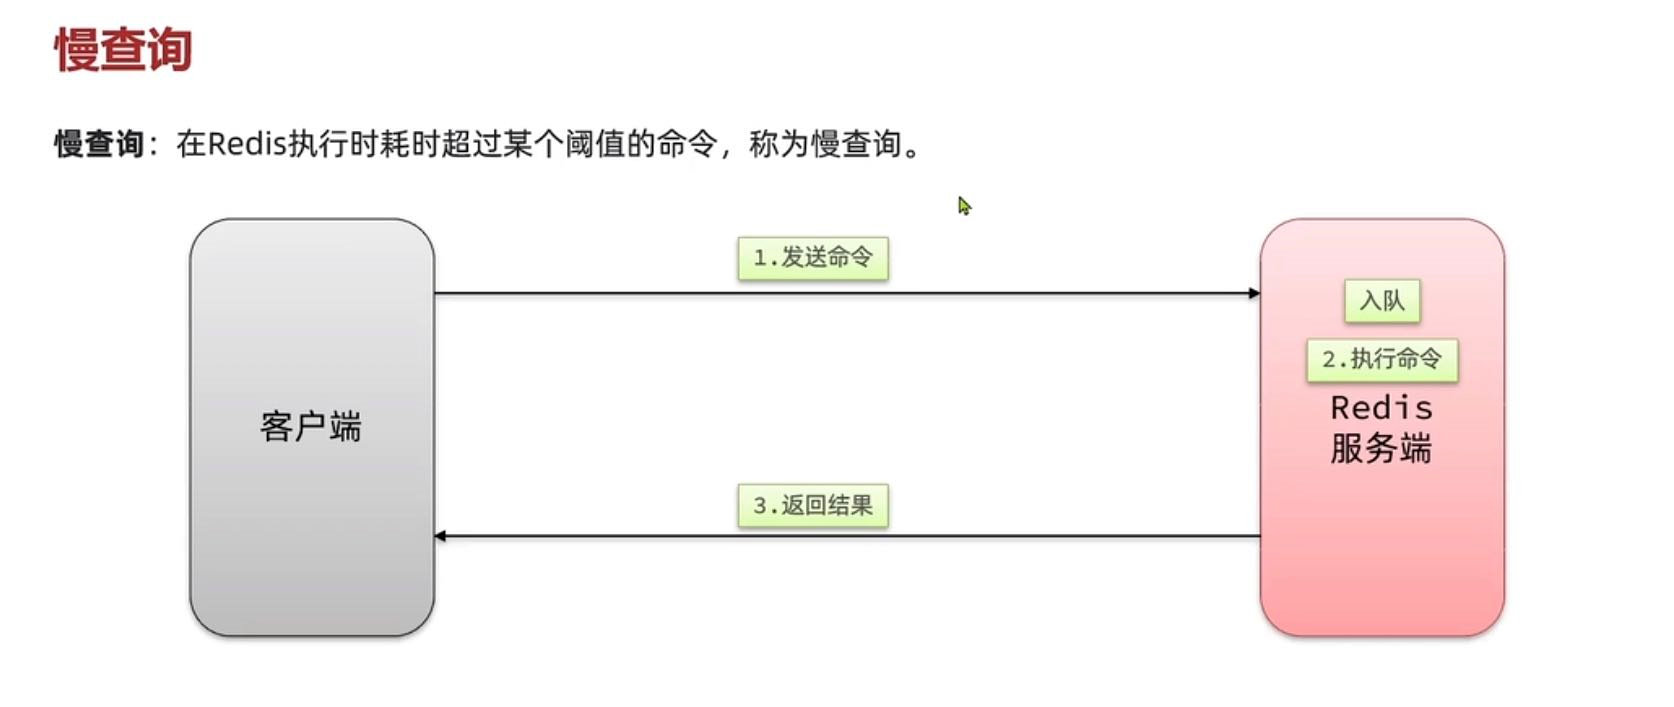 慢查询
慢查询：在Redis执行时耗时超过某个阈值的命令，称为慢查询。
1.发送命令
入队
2.执行命令
客户端
Redis
服务端
3.返回结果